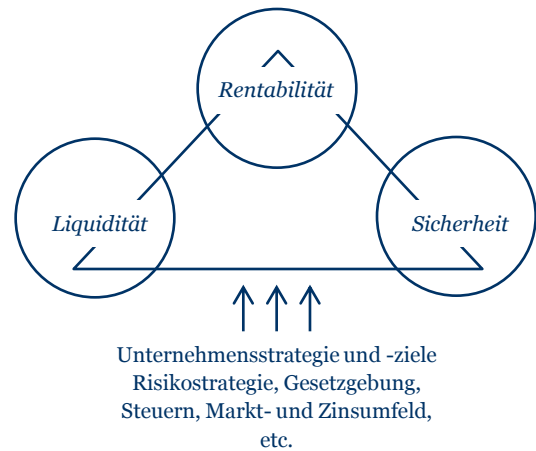 Rentabilität
Liquidität
Sicherheit
Unternehmensstrategie und -ziele
Risikostrategie, Gesetzgebung,
Steuern, Markt- und Zinsumfeld,
etc.